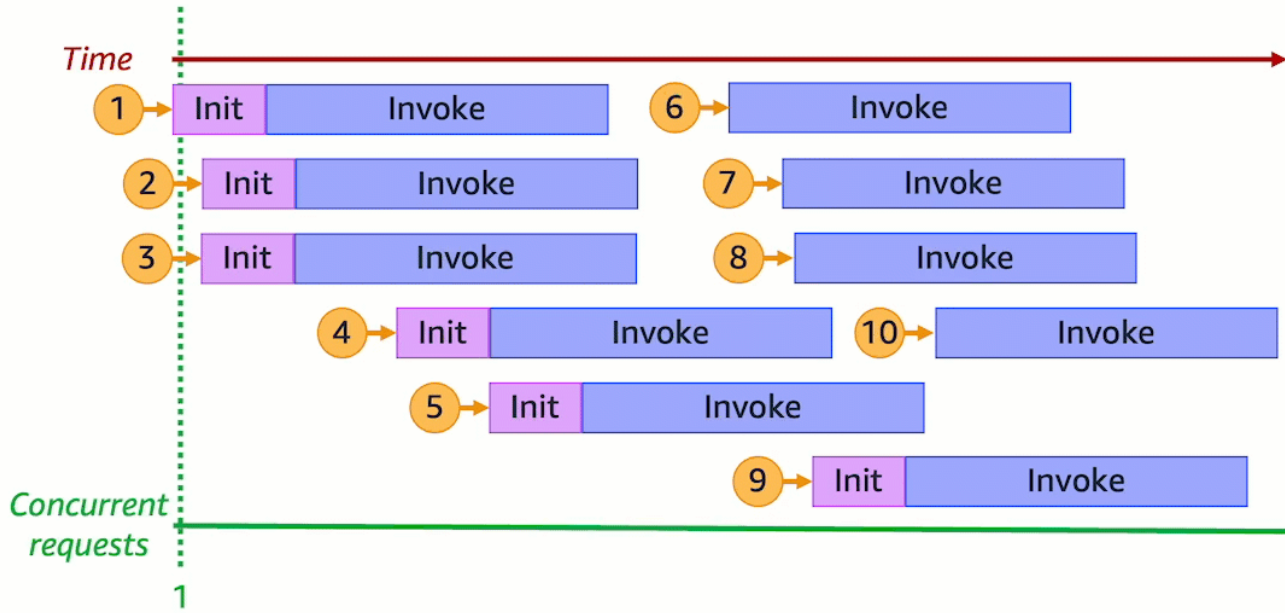 Time
1 Init Invoke 6 Invoke
2 Init Invoke 7 Invoke
3 Init Invoke 8 Invoke
4 Init Invoke 10 Invoke
5 Init Invoke
9 Init Invoke
Concurrent
requests
1